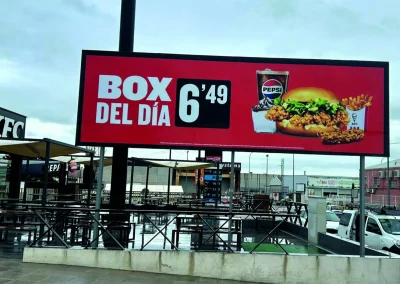 BOX
DEL DÍA
6'49
PEPSI
KFC